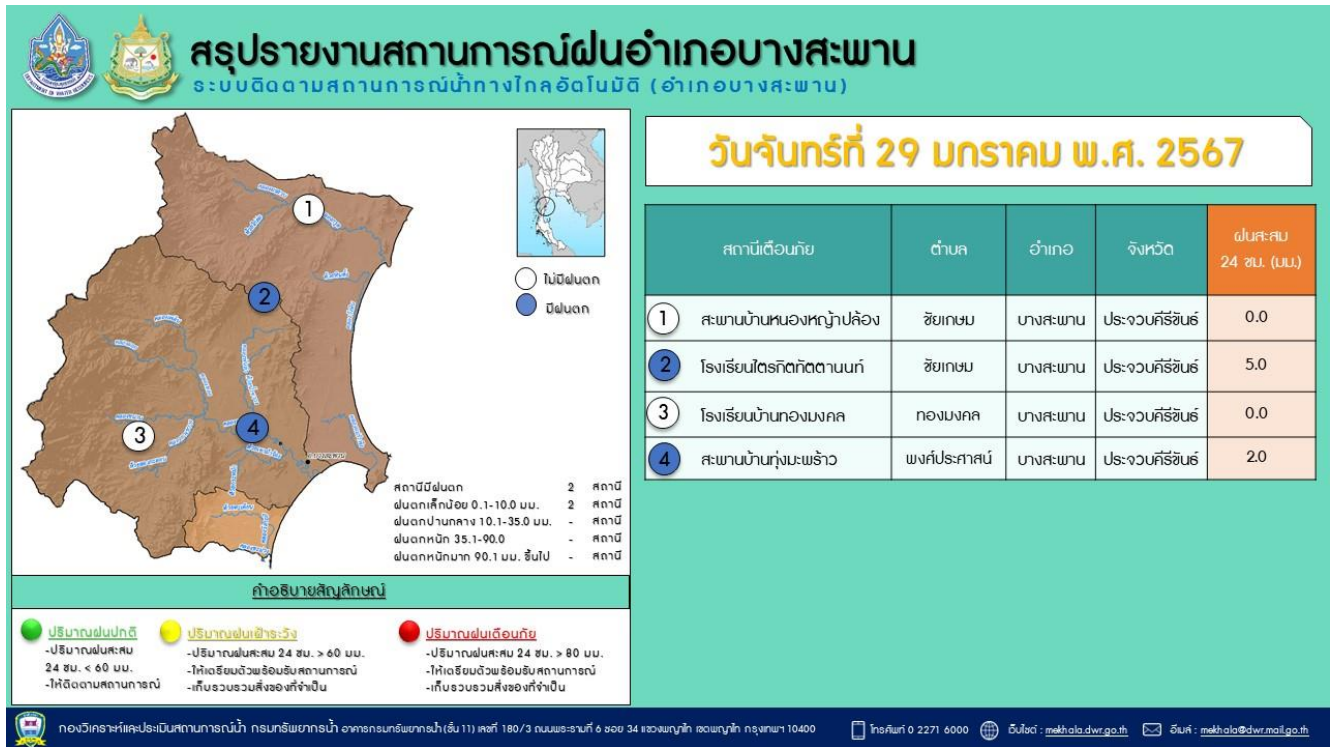 สรุปรายงานสถานการณ์ฝนอำเภอบางสะพาน
ระบบติดตามสถานการณ์น้ำทางไกลอัตโนมัติ (อำเภอบางสะพาน)
วันจันทร์ที่ 29 มกราคม พ.ศ. 2567
1
2
3
4
ไม่มีฝนตก
มีฝนตก
สถานีมีฝนตก 2 สถานี
ฝนตกเล็กน้อย 0.1-10.0 มม. 2 สถานี
ฝนตกปานกลาง 10.1-35.0 มม. - สถานี
ฝนตกหนัก 35.1-90.0 - สถานี
ฝนตกหนักมาก 90.1 มม. ขึ้นไป - สถานี
สถานีเตือนภัย ตำบล อำเภอ จังหวัด ฝนสะสม
24 ชม. (มม.)
1 สะพานบ้านหนองหญ้าปล้อง ชัยเกษม บางสะพาน ประจวบคีรีขันธ์ 0.0
2 โรงเรียนไตรกิตทัตตานนท์ ชัยเกษม บางสะพาน ประจวบคีรีขันธ์ 5.0
3 โรงเรียนบ้านทองมงคล ทองมงคล บางสะพาน ประจวบคีรีขันธ์ 0.0
4 สะพานบ้านทุ่งมะพร้าว พงศ์ประศาสน์ บางสะพาน ประจวบคีรีขันธ์ 2.0
คำอธิบายสัญลักษณ์
ปริมาณฝนปกติ
-ปริมาณฝนสะสม
24 ชม. < 60 มม.
-ให้ติดตามสถานการณ์
ปริมาณฝนเฝ้าระวัง
-ปริมาณฝนสะสม 24 ชม. > 60 มม.
-ให้เตรียมตัวพร้อมรับสถานการณ์
-เก็บรวบรวมสิ่งของที่จำเป็น
ปริมาณฝนเตือนภัย
-ปริมาณฝนสะสม 24 ชม. > 80 มม.
-ให้เตรียมตัวพร้อมรับสถานการณ์
-เก็บรวบรวมสิ่งของที่จำเป็น
กองวิเคราะห์และประเมินสถานการณ์น้ำ กรมทรัพยากรน้ำ อาคารกรมทรัพยากรน้ำ (ชั้น 11) เลขที่ 180/3 ถนนพระรามที่ 6 ซอย 34 แขวงพญาไท เขตพญาไท กรุงเทพฯ 10400 โทรศัพท์ 0 2271 6000 เว็บไซต์ : mekhala.dwr.go.th อีเมล์ : mekhala@dwr.mail.go.th